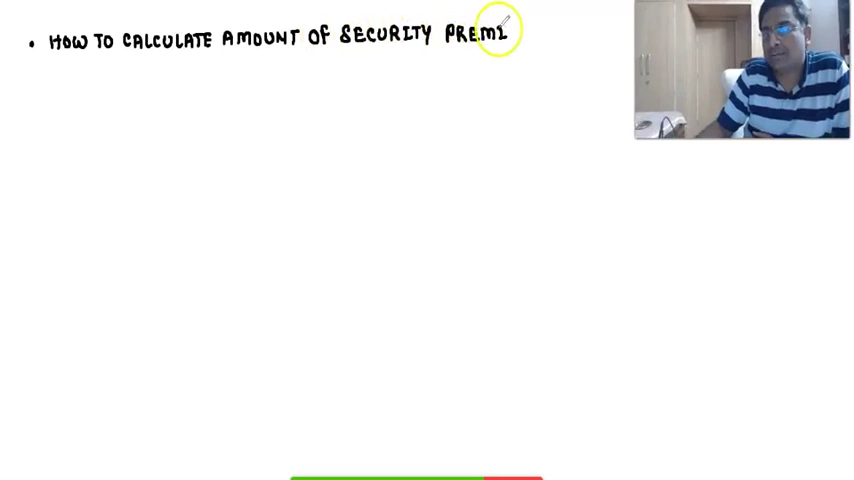 • HOW TO CALCULATE AMOUNT OF SECURITY PREMI